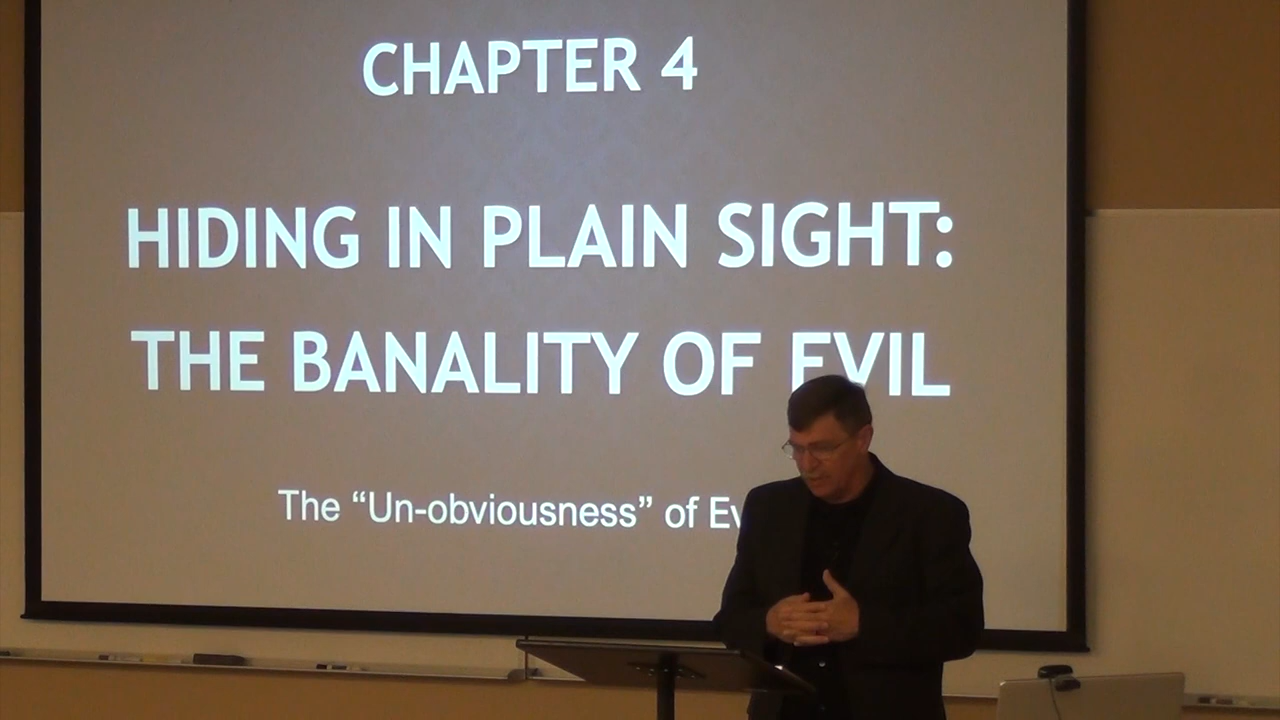 CHAPTER 4
HIDING IN PLAIN SIGHT:
THE BANALITY OF EVIL
The “Un-obviousness” of